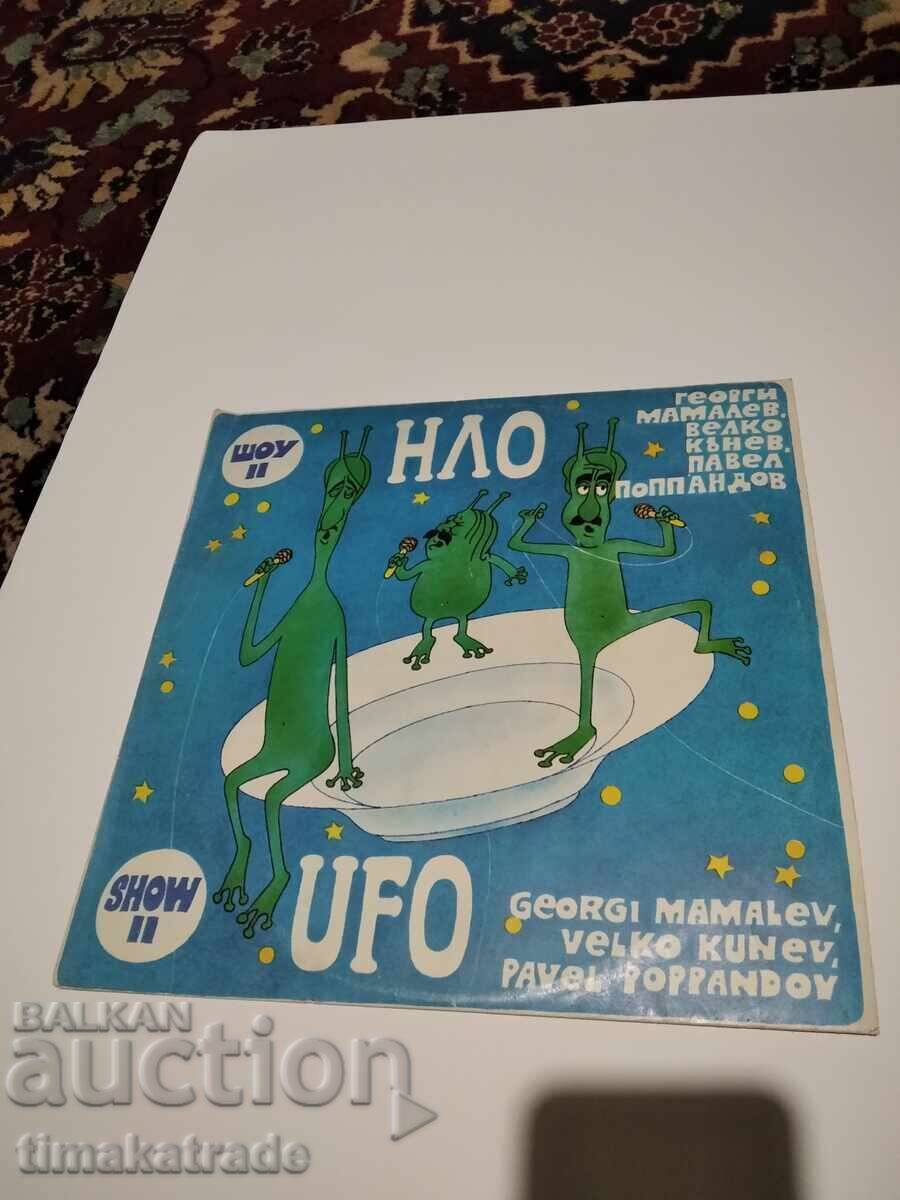 ШОУ
II
НЛО
ГЕОРГИ
МАМАЛЕВ,
ВЕЛКО
КЪНЕВ,
ПАВЕЛ
ПОППАНДОВ
SHOW
II
UFO
GEORGI MAMALEV,
VELKO KUNEV,
PAVEL POPPANDOV
BALKAN
auction
timakatrade